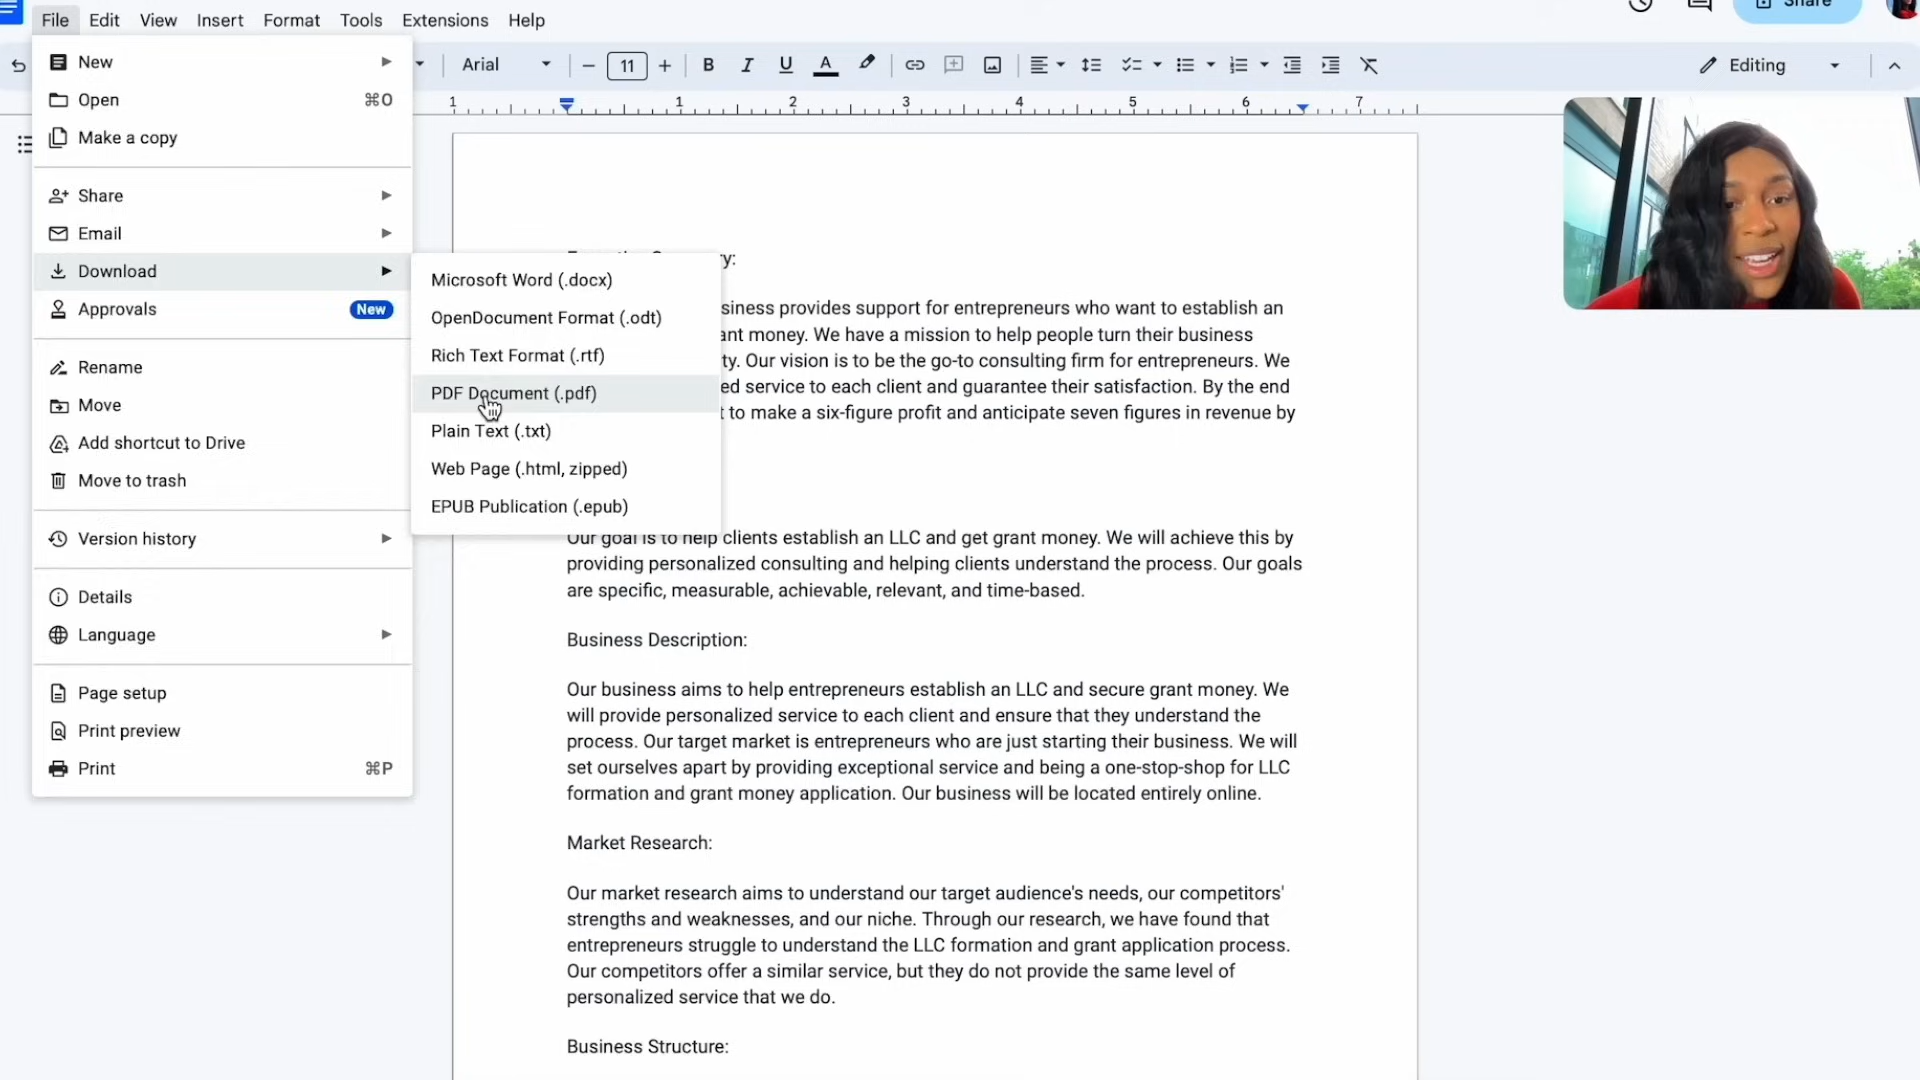 File Edit View Insert Format Tools Extensions Help
Share
Arial 11 B I U A Editing
New
Open ⌘O
Make a copy
Share
Email
Download
Approvals New
Rename
Move
Add shortcut to Drive
Move to trash
Version history
Details
Language
Page setup
Print preview
Print ⌘P
Microsoft Word (.docx)
OpenDocument Format (.odt)
Rich Text Format (.rtf)
PDF Document (.pdf)
Plain Text (.txt)
Web Page (.html, zipped)
EPUB Publication (.epub)
1 1 2 3 4 5 6 7
provides support for entrepreneurs who want to establish an
money. We have a mission to help people turn their business
Our vision is to be the go-to consulting firm for entrepreneurs. We
service to each client and guarantee their satisfaction. By the end
to make a six-figure profit and anticipate seven figures in revenue by
Our goal is to help clients establish an LLC and get grant money. We will achieve this by
providing personalized consulting and helping clients understand the process. Our goals
are specific, measurable, achievable, relevant, and time-based.
Business Description:
Our business aims to help entrepreneurs establish an LLC and secure grant money. We
will provide personalized service to each client and ensure that they understand the
process. Our target market is entrepreneurs who are just starting their business. We will
set ourselves apart by providing exceptional service and being a one-stop-shop for LLC
formation and grant money application. Our business will be located entirely online.
Market Research:
Our market research aims to understand our target audience's needs, our competitors'
strengths and weaknesses, and our niche. Through our research, we have found that
entrepreneurs struggle to understand the LLC formation and grant application process.
Our competitors offer a similar service, but they do not provide the same level of
personalized service that we do.
Business Structure: